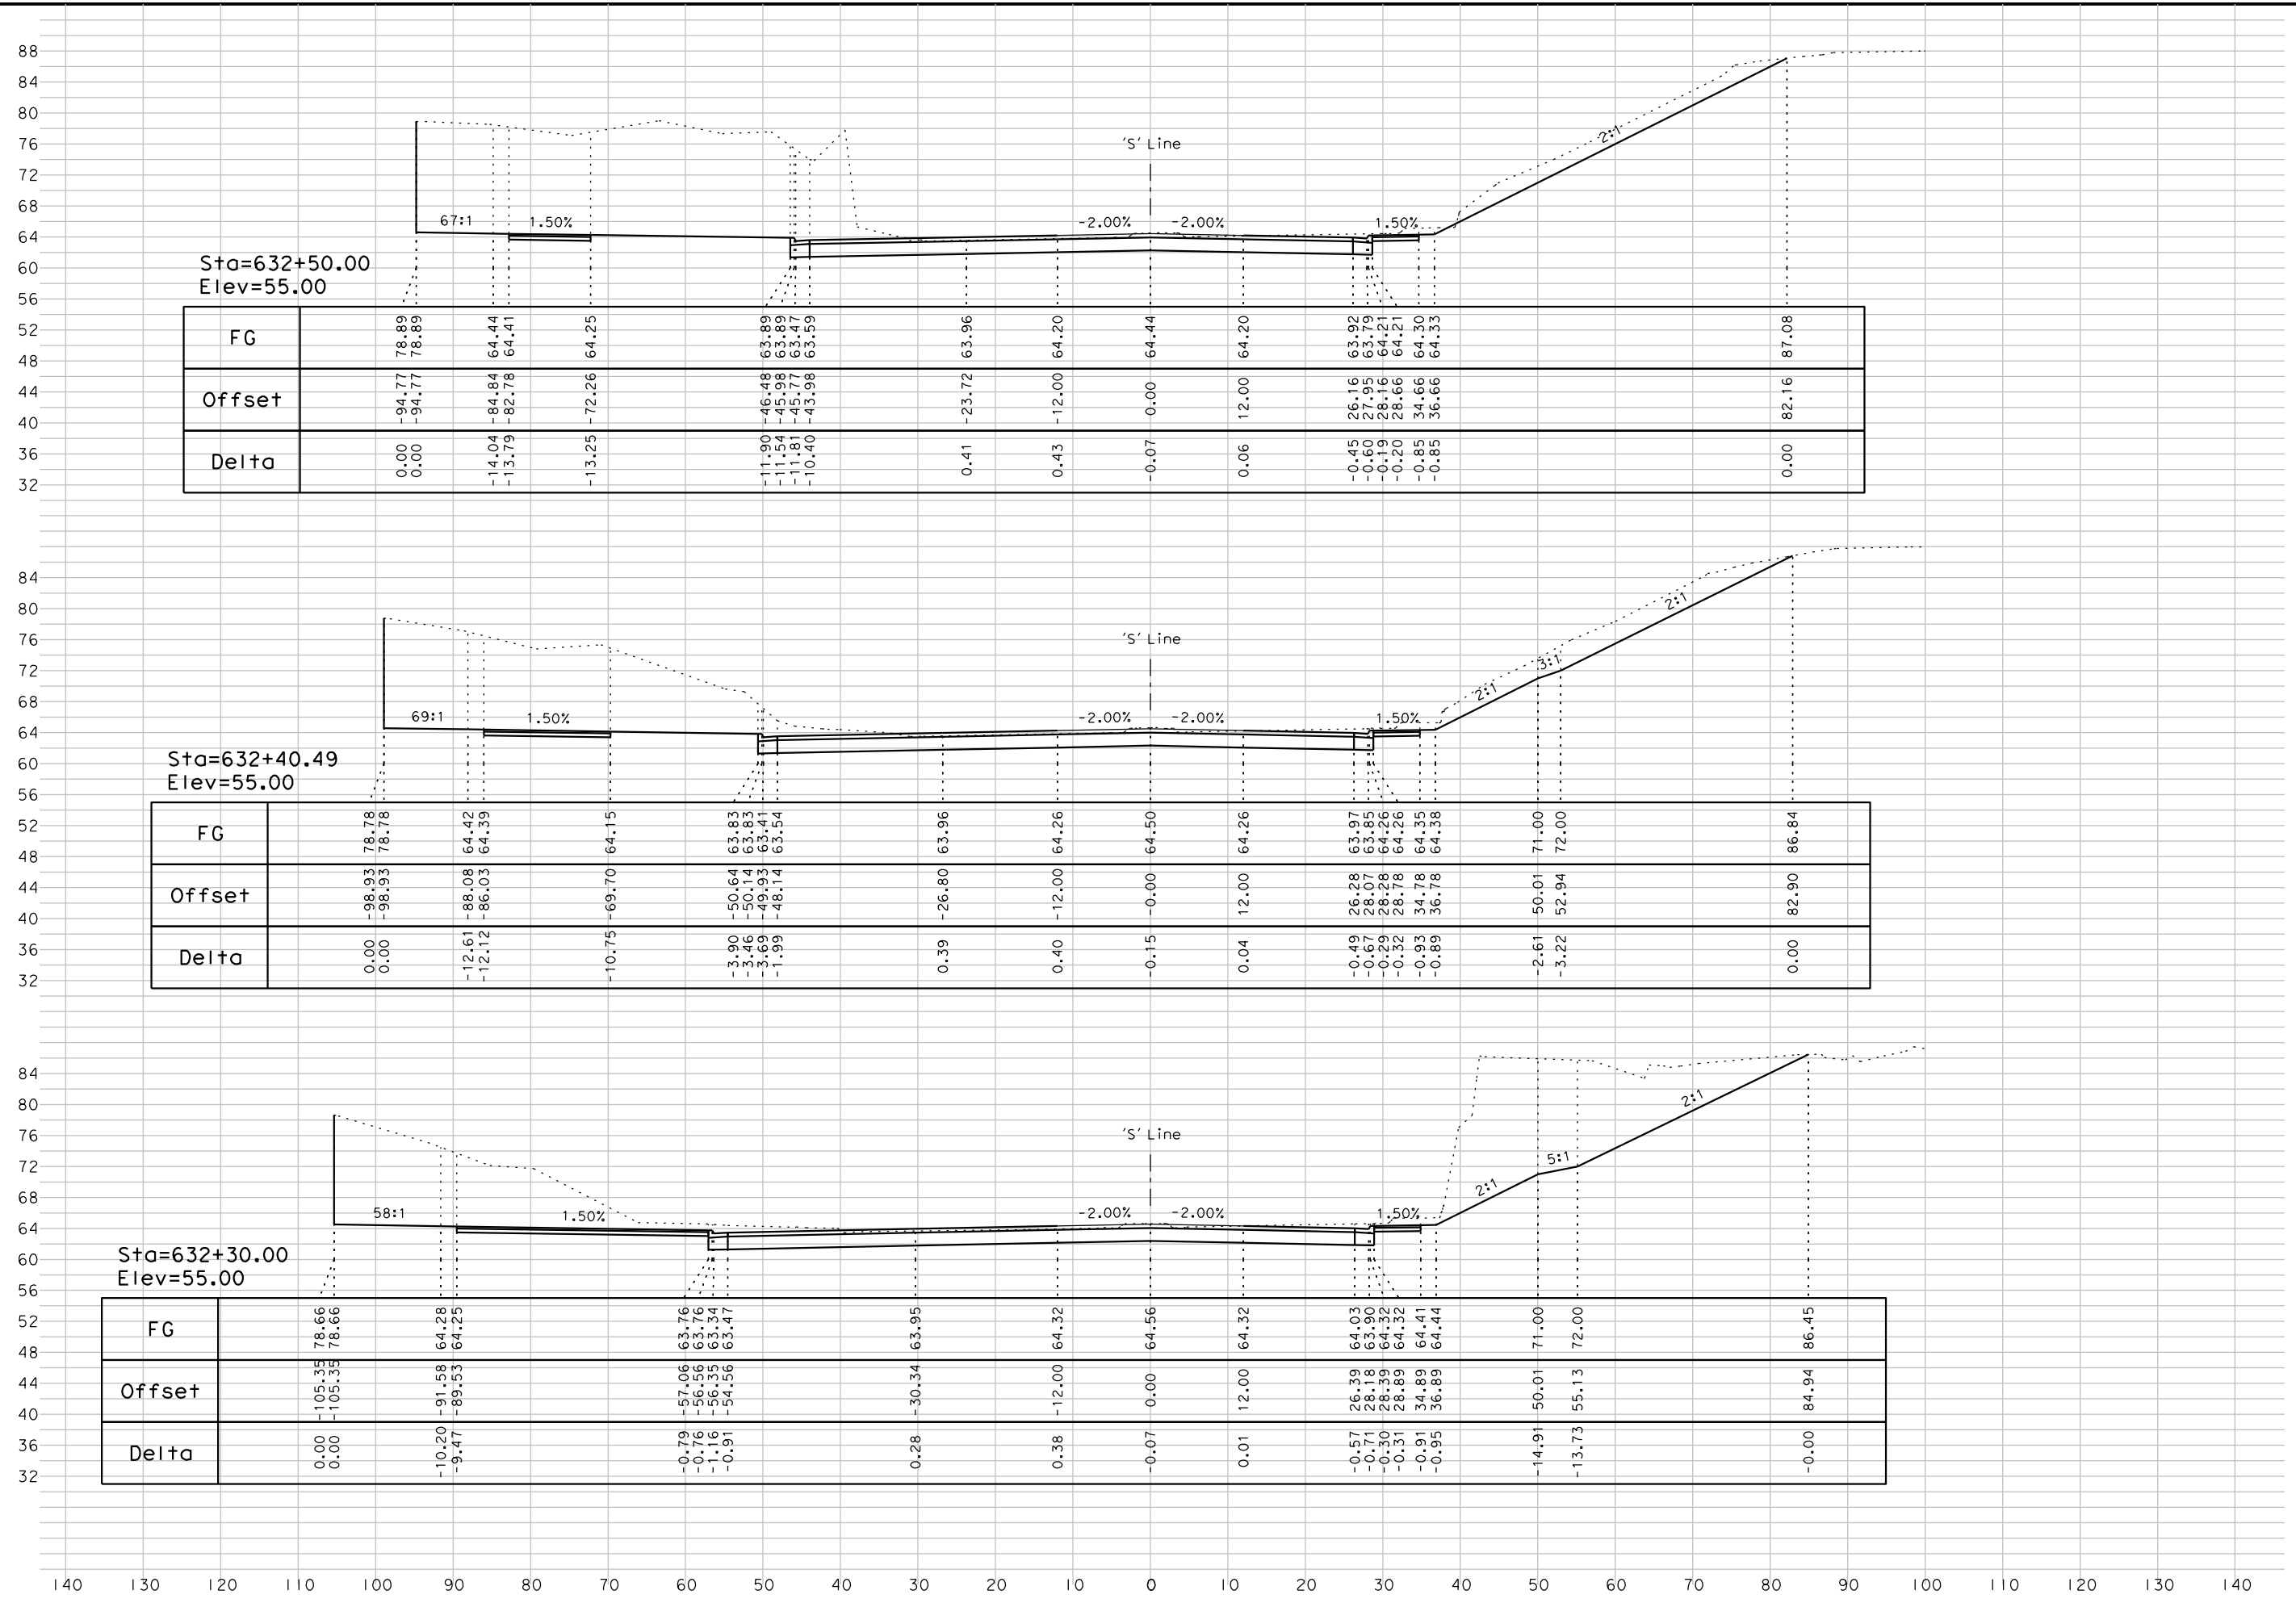 88
84
80
76
72
68
64
60
56
52
48
44
40
36
32
'S' Line
2:1
67:1 1.50% -2.00% -2.00% 1.50%
Sta=632+50.00
Elev=55.00
FG 78.89 78.89 64.44 64.41 64.25 63.89 63.89 63.47 63.59 63.96 64.20 64.44 64.20 63.92 63.79 64.21 64.21 64.30 64.33 87.08
Offset -94.77 -94.77 -84.84 -82.78 -72.26 -46.48 -45.98 -45.77 -43.98 -23.72 -12.00 0.00 12.00 26.16 27.95 28.16 28.66 34.66 36.66 82.16
Delta 0.00 0.00 -14.04 -13.79 -13.25 -11.90 -11.54 -11.81 -10.40 0.41 0.43 -0.07 0.06 -0.45 -0.60 -0.19 -0.20 -0.85 -0.85 0.00
84
80
76
72
68
64
60
56
52
48
44
40
36
32
'S' Line
2:1
3:1
2:1
69:1 1.50% -2.00% -2.00% 1.50%
Sta=632+40.49
Elev=55.00
FG 78.78 78.78 64.42 64.39 64.15 63.83 63.83 63.41 63.54 63.96 64.26 64.50 64.26 63.97 63.85 64.26 64.26 64.35 64.38 71.00 72.00 86.84
Offset -98.93 -98.93 -88.08 -86.03 -69.70 -50.64 -50.14 -49.93 -48.14 -26.80 -12.00 -0.00 12.00 26.28 28.07 28.28 28.78 34.78 36.78 50.01 52.94 82.90
Delta 0.00 0.00 -12.61 -12.12 -10.75 -3.90 -3.46 -3.69 -1.99 0.39 0.40 -0.15 0.04 -0.49 -0.67 -0.29 -0.32 -0.93 -0.89 -2.61 -3.22 0.00
84
80
76
72
68
64
60
56
52
48
44
40
36
32
'S' Line
2:1
5:1
2:1
58:1 1.50% -2.00% -2.00% 1.50%
Sta=632+30.00
Elev=55.00
FG 78.66 78.66 64.28 64.25 63.76 63.76 63.34 63.47 63.95 64.32 64.56 64.32 64.03 63.90 64.32 64.32 64.41 64.44 71.00 72.00 86.45
Offset -105.35 -105.35 -91.58 -89.53 -57.06 -56.56 -56.35 -54.56 -30.34 -12.00 0.00 12.00 26.39 28.18 28.39 28.89 34.89 36.89 50.01 55.13 84.94
Delta 0.00 0.00 -10.20 -9.47 -0.79 -0.76 -1.16 -0.91 0.28 0.38 -0.07 0.01 -0.57 -0.71 -0.30 -0.31 -0.91 -0.95 -14.91 -13.73 -0.00
140 130 120 110 100 90 80 70 60 50 40 30 20 10 0 10 20 30 40 50 60 70 80 90 100 110 120 130 140